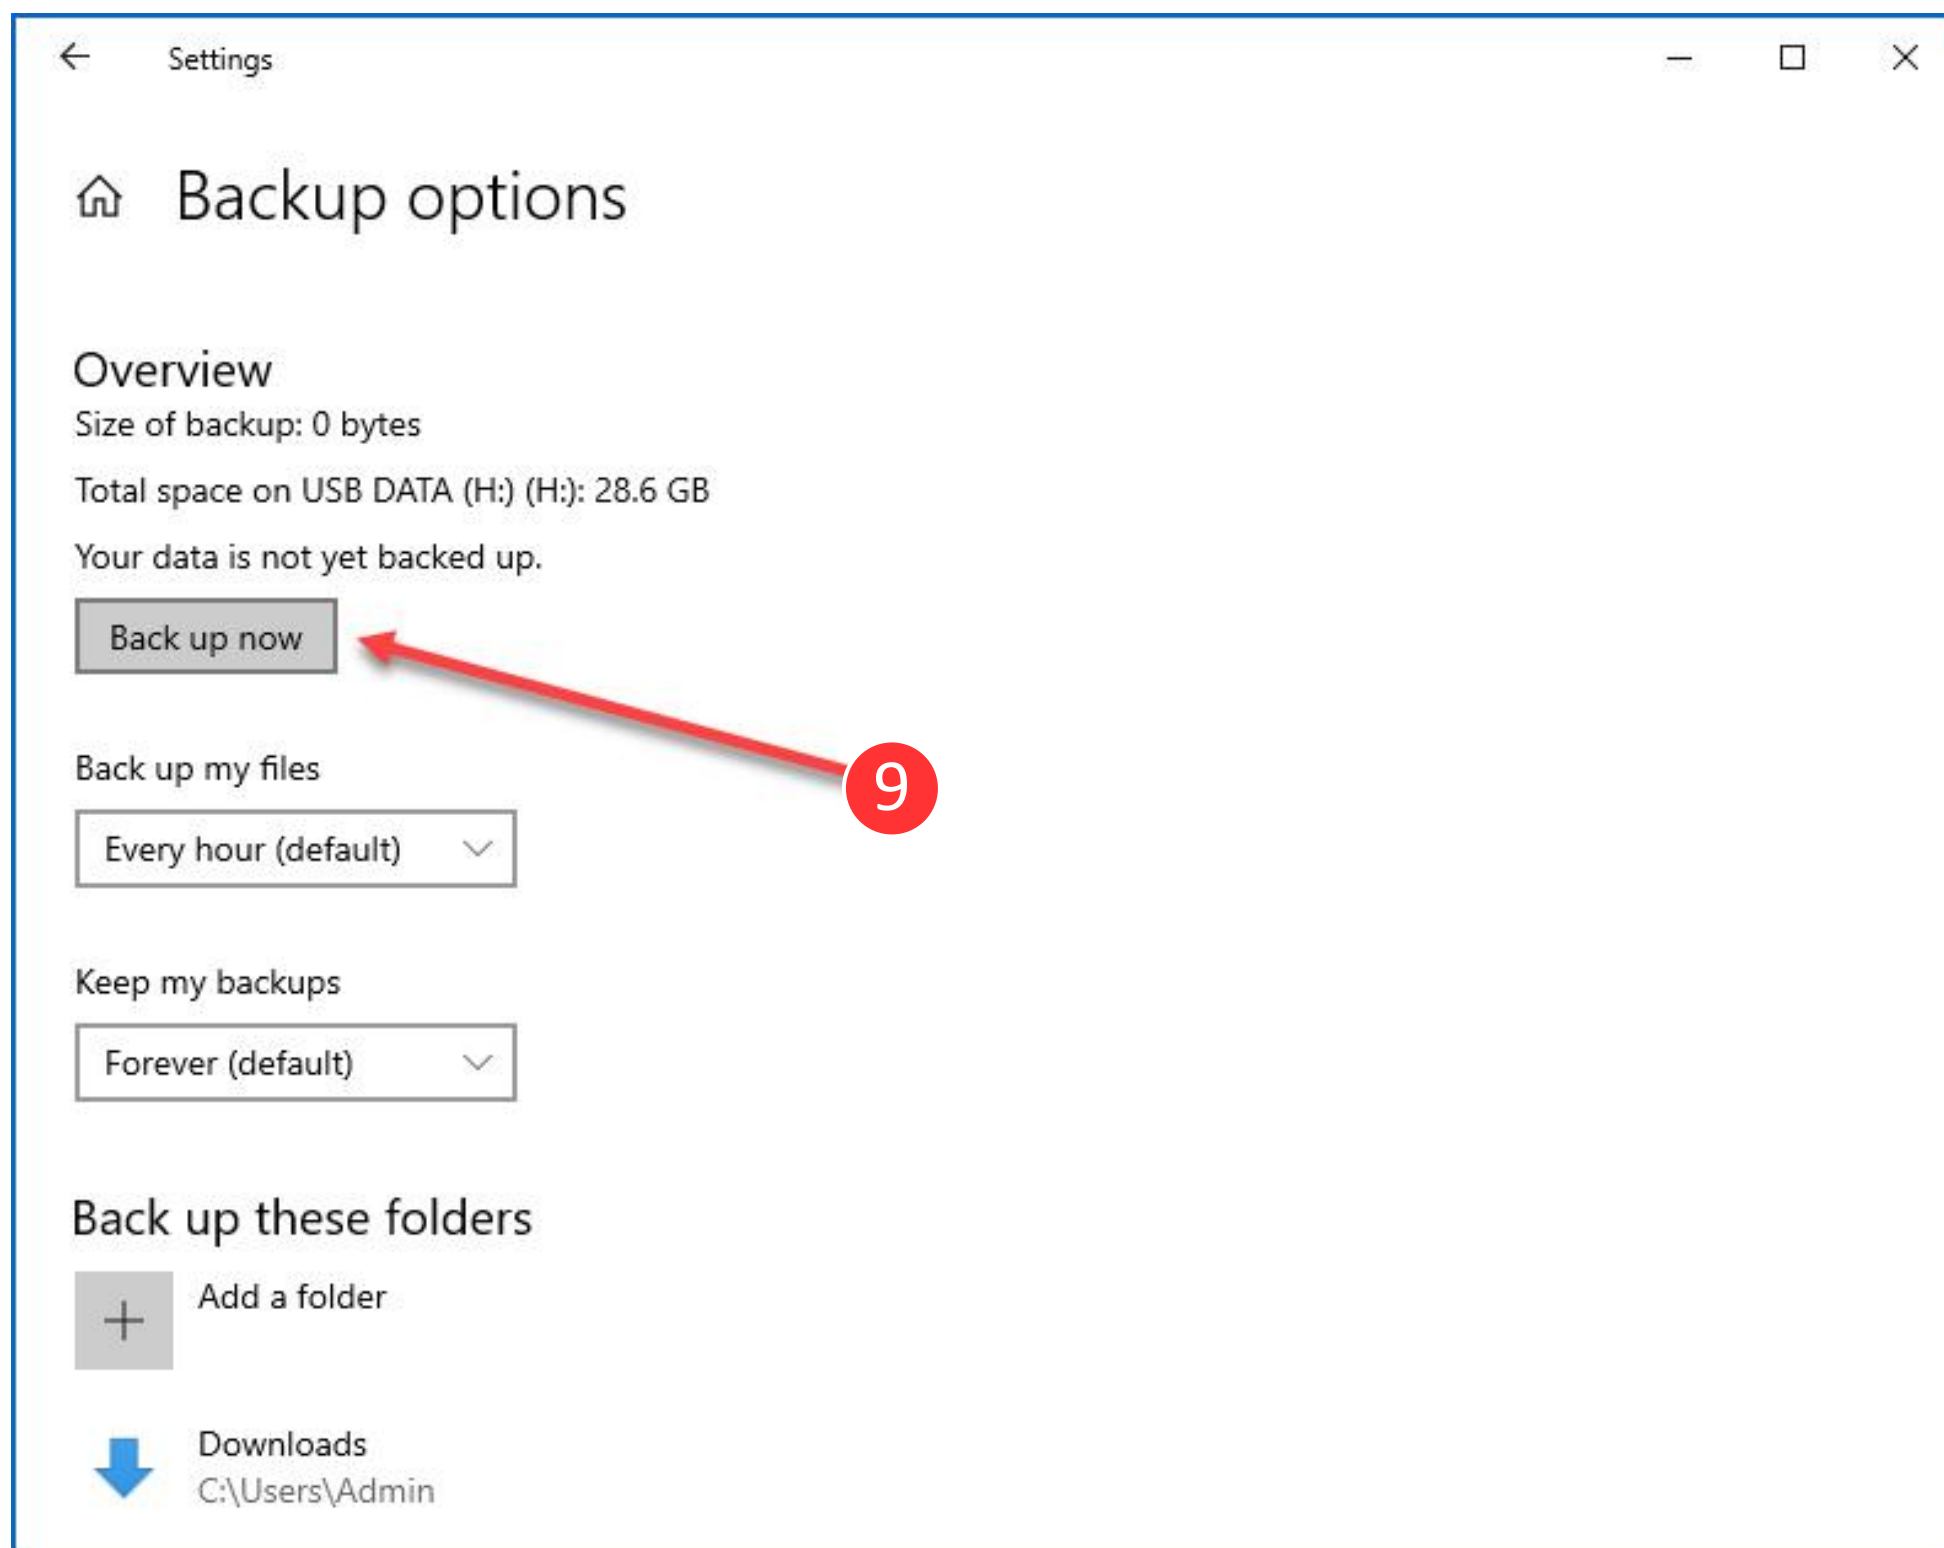 Settings
Backup options
Overview
Size of backup: 0 bytes
Total space on USB DATA (H:) (H:): 28.6 GB
Your data is not yet backed up.
Back up now
9
Back up my files
Every hour (default)
Keep my backups
Forever (default)
Back up these folders
Add a folder
Downloads
C:\Users\Admin